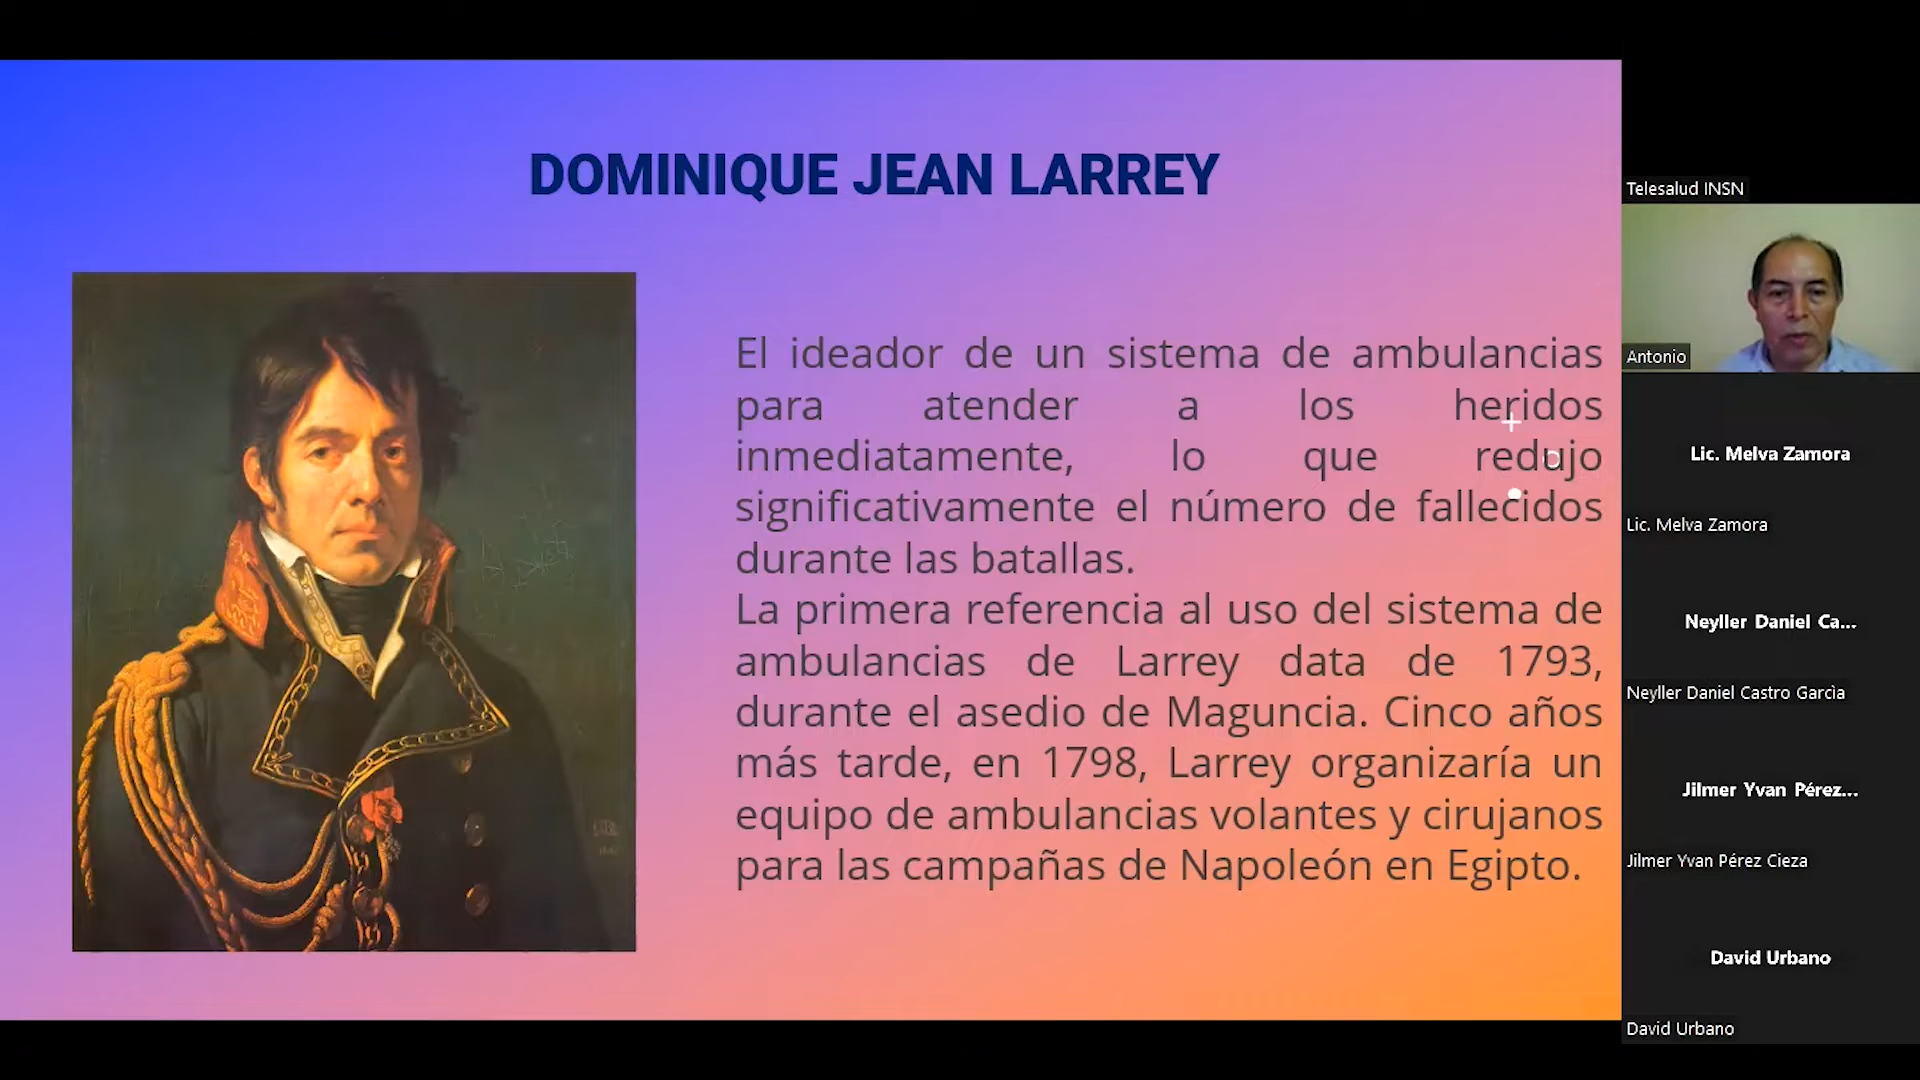 DOMINIQUE JEAN LARREY
El ideador de un sistema de ambulancias
para atender a los heridos
inmediatamente, lo que redujo
significativamente el número de fallecidos
durante las batallas.
La primera referencia al uso del sistema de
ambulancias de Larrey data de 1793,
durante el asedio de Maguncia. Cinco años
más tarde, en 1798, Larrey organizaría un
equipo de ambulancias volantes y cirujanos
para las campañas de Napoleón en Egipto.
Telesalud INSN
Antonio
Lic. Melva Zamora
Lic. Melva Zamora
Neyller Daniel Ca...
Neyller Daniel Castro Garcìa
Jilmer Yvan Pérez...
Jilmer Yvan Pérez Cieza
David Urbano
David Urbano